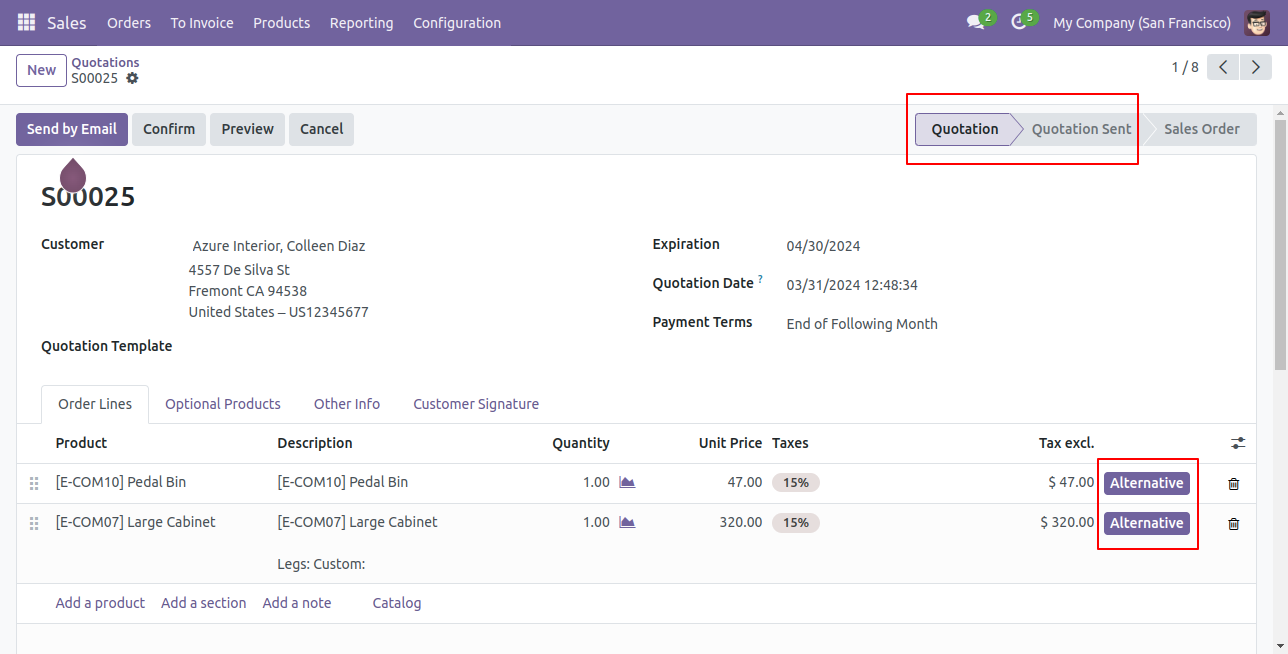 Sales Orders To Invoice Products Reporting Configuration 2 5 My Company (San Francisco)
New Quotations 1 / 8
S00025
Send by Email Confirm Preview Cancel Quotation Quotation Sent Sales Order
S00025
Customer Azure Interior, Colleen Diaz Expiration 04/30/2024
4557 De Silva St
Fremont CA 94538 Quotation Date ? 03/31/2024 12:48:34
United States – US12345677
Payment Terms End of Following Month
Quotation Template
Order Lines Optional Products Other Info Customer Signature
Product Description Quantity Unit Price Taxes Tax excl.
[E-COM10] Pedal Bin [E-COM10] Pedal Bin 1.00 47.00 15% $ 47.00 Alternative
[E-COM07] Large Cabinet [E-COM07] Large Cabinet 1.00 320.00 15% $ 320.00 Alternative
Legs: Custom:
Add a product Add a section Add a note Catalog